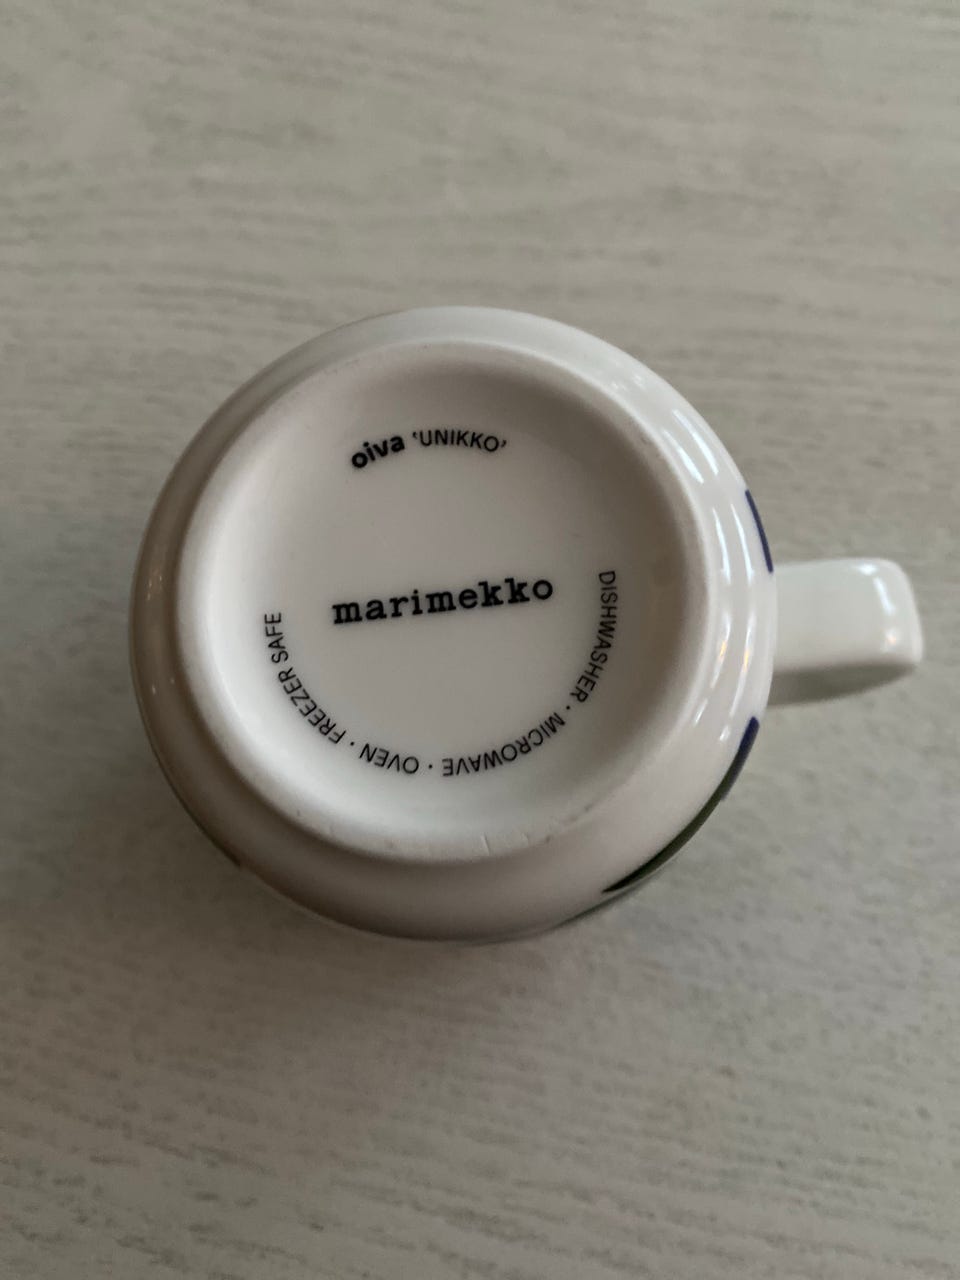 oiva 'UNIKKO'
marimekko
DISHWASHER · MICROWAVE · OVEN · FREEZER SAFE